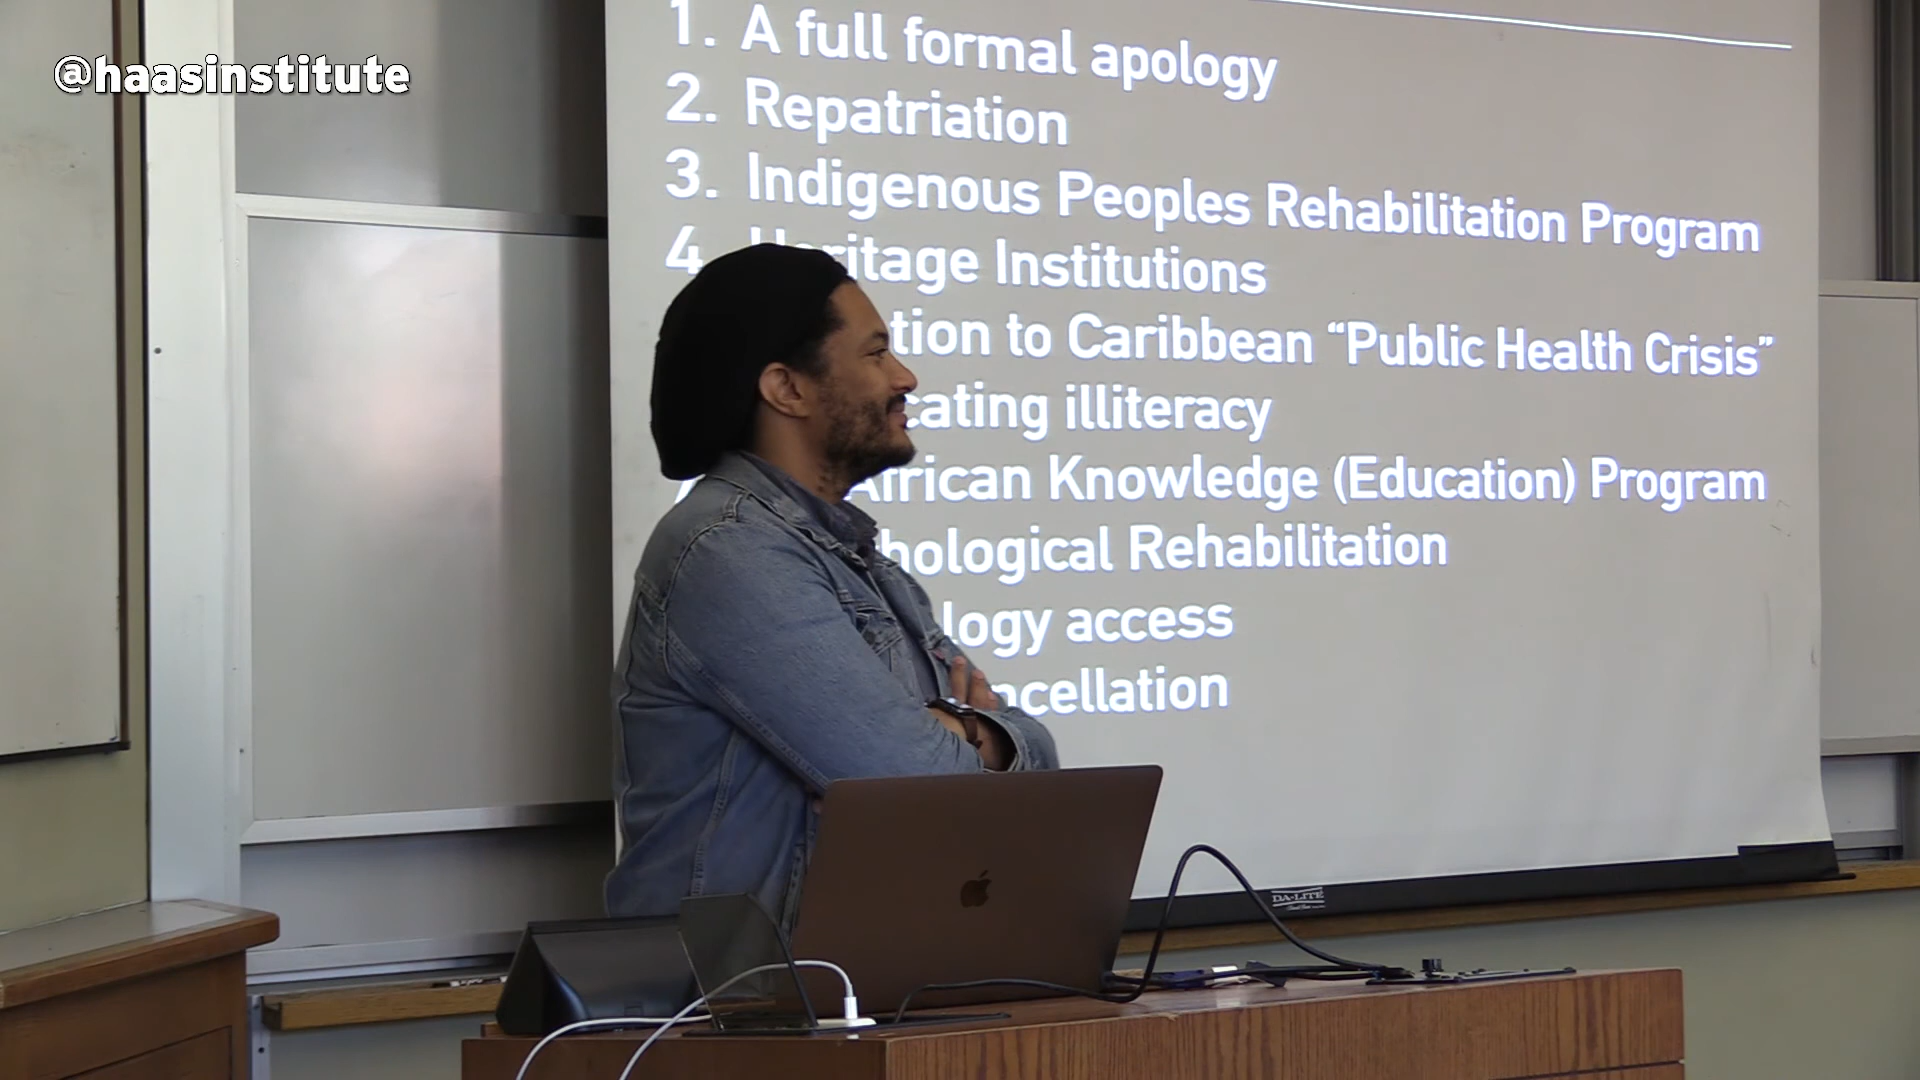 @haasinstitute
1. A full formal apology
2. Repatriation
3. Indigenous Peoples Rehabilitation Program
4 Heritage Institutions
tion to Caribbean “Public Health Crisis”
cating illiteracy
African Knowledge (Education) Program
hological Rehabilitation
logy access
ncellation
DA-LITE